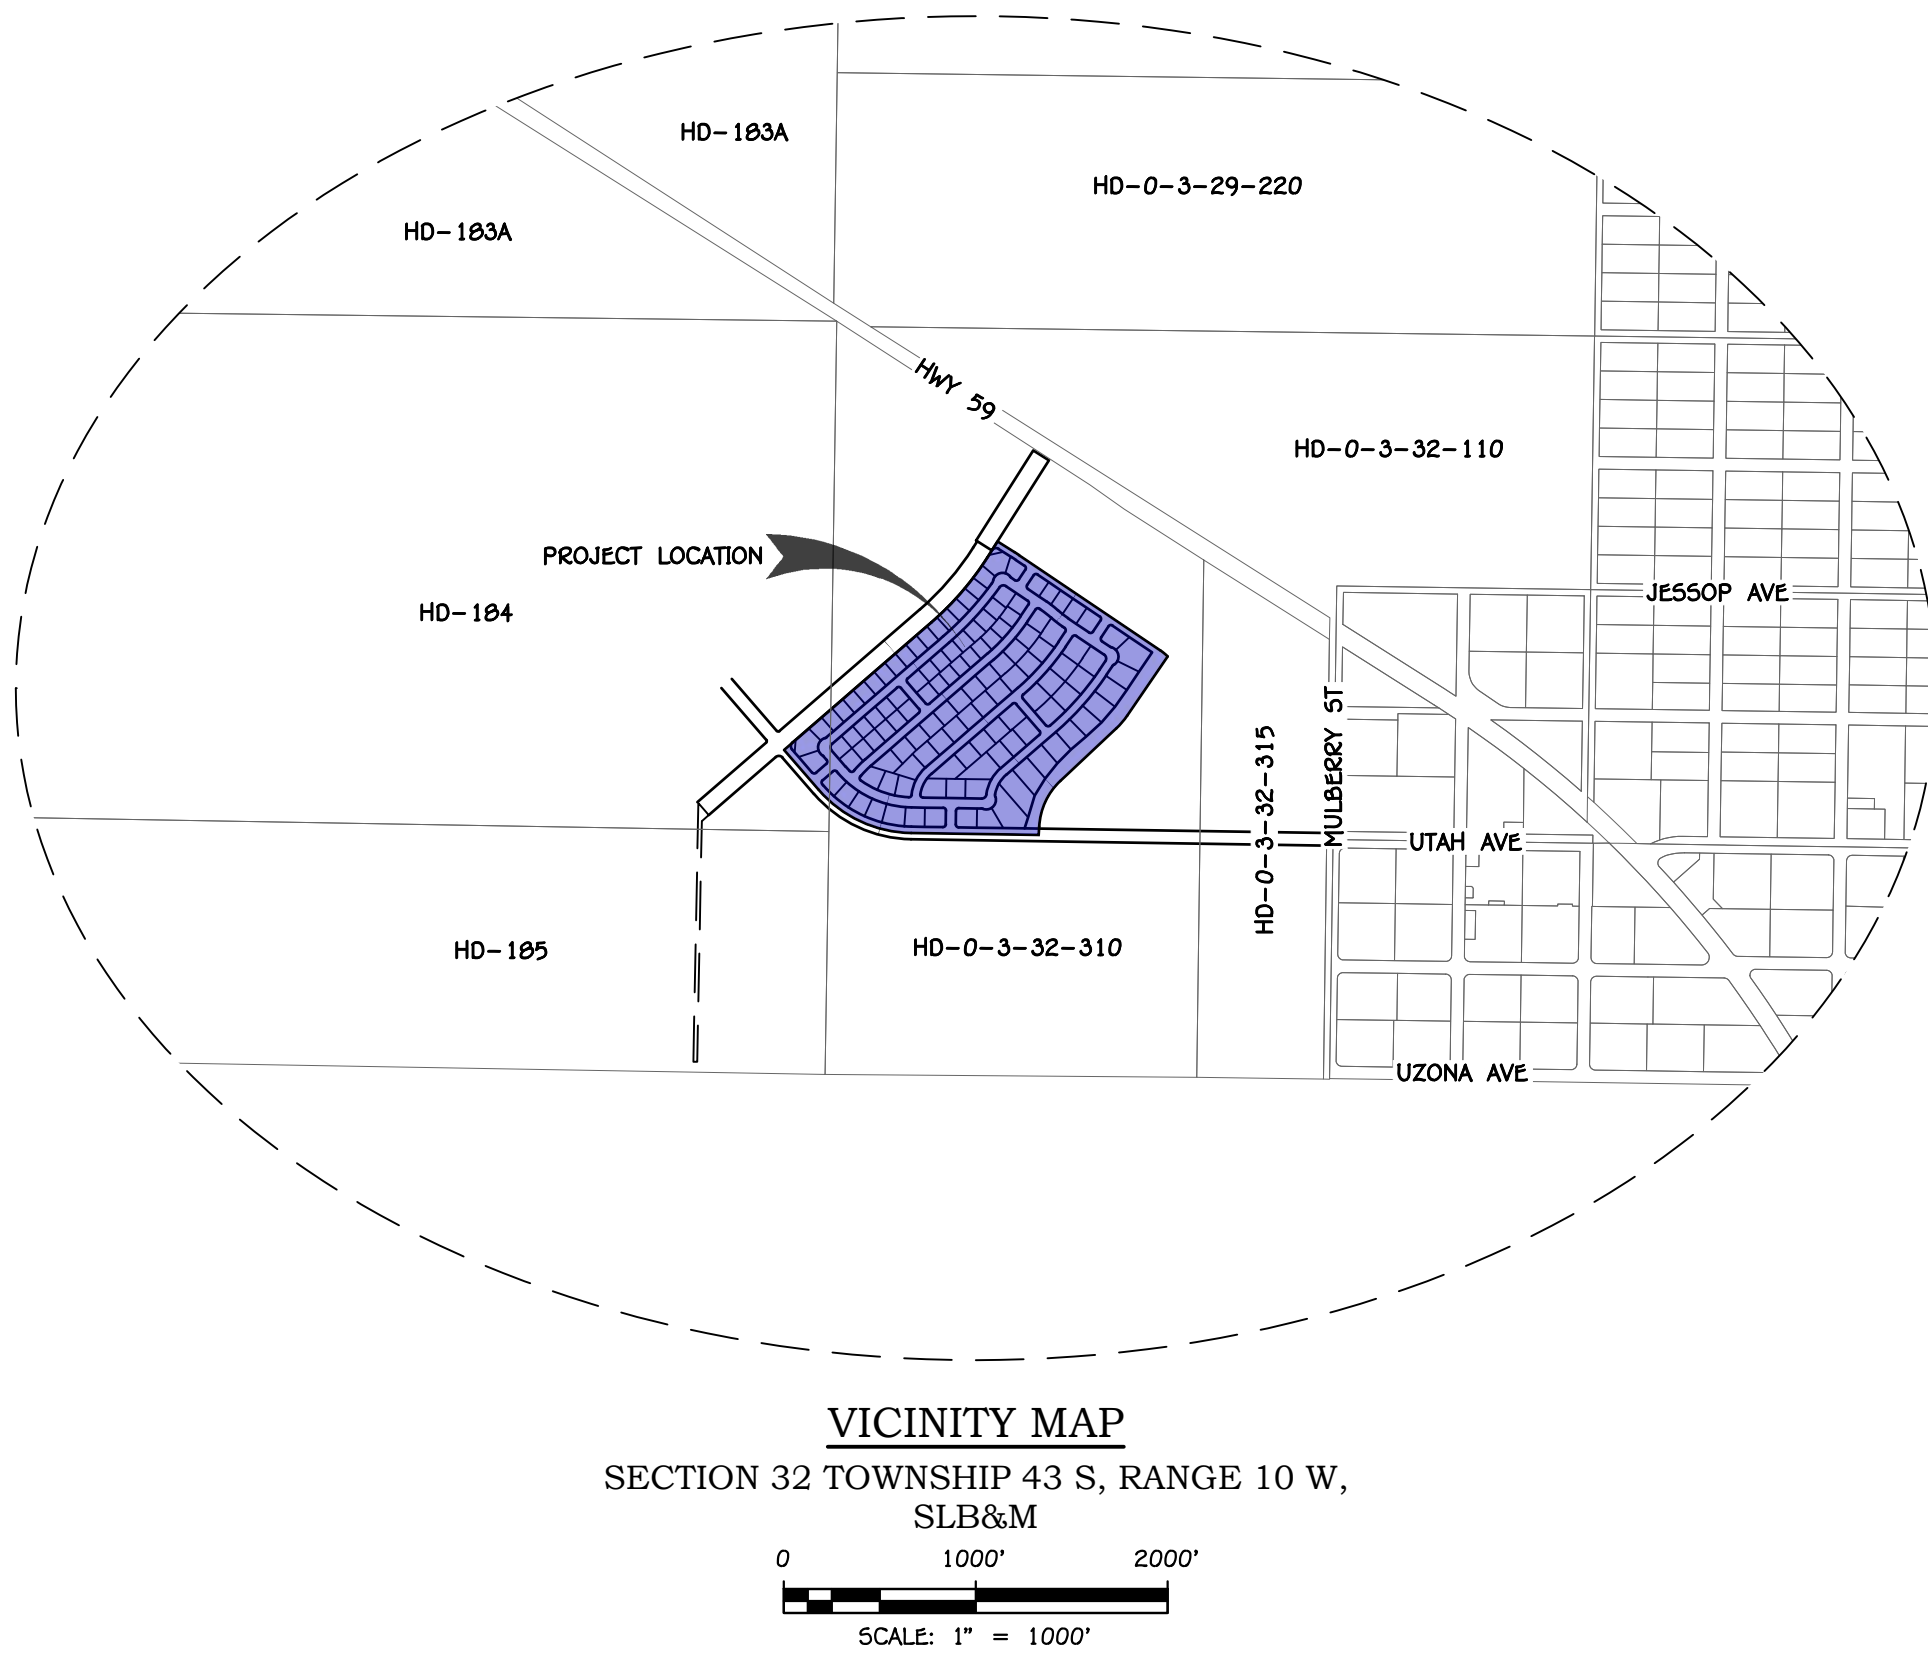 HD-183A
HD-0-3-29-220
HD-183A
HWY 59
HD-0-3-32-110
PROJECT LOCATION
JESSOP AVE
HD-184
MULBERRY ST
HD-0-3-32-315
UTAH AVE
HD-185
HD-0-3-32-310
UZONA AVE
VICINITY MAP
SECTION 32 TOWNSHIP 43 S, RANGE 10 W,
SLB&M
0 1000' 2000'
SCALE: 1" = 1000'